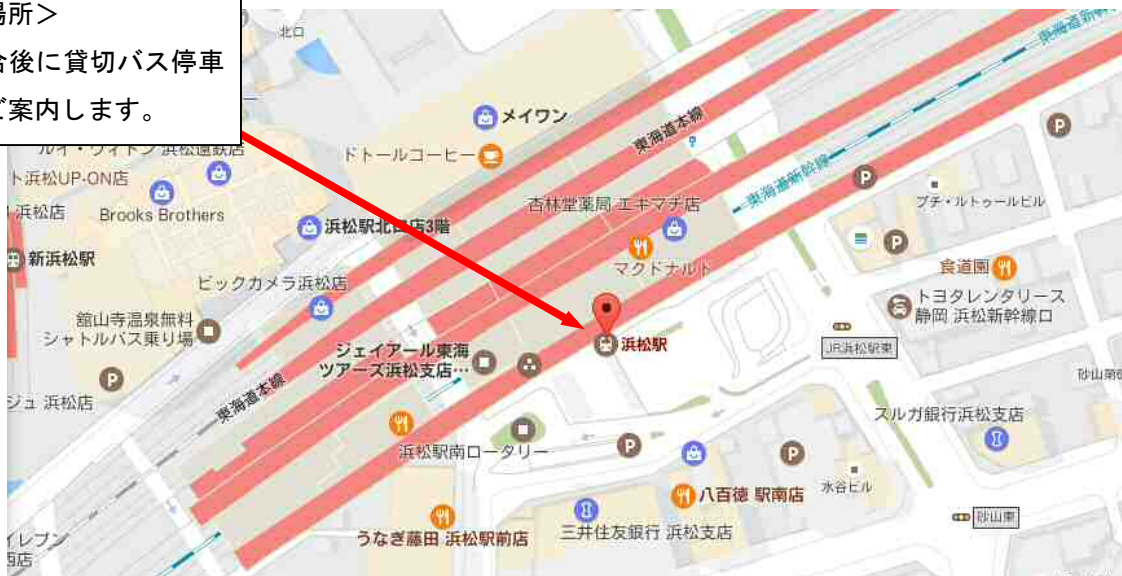 場所＞
合後に貸切バス停車
ご案内します。
北口
メイワン
東海道新幹線
東海道本線
ルイ・ヴィトン 浜松遠鉄店
ドトールコーヒー
ト浜松UP-ON店
浜松店
Brooks Brothers
浜松駅北口店3階
杏林堂薬局 エキマチ店
東海道新幹線
プチ・ルトゥールビル
新浜松駅
マクドナルド
食道園
ビックカメラ浜松店
トヨタレンタリース
静岡 浜松新幹線口
舘山寺温泉無料
シャトルバス乗り場
浜松駅
JR浜松駅東
ジェイアール東海
ツアーズ浜松支店…
ジュ 浜松店
東海道本線
スルガ銀行浜松支店
浜松駅南ロータリー
八百徳 駅南店
水谷ビル
砂山東
うなぎ藤田 浜松駅前店
三井住友銀行 浜松支店
イレブン
西店